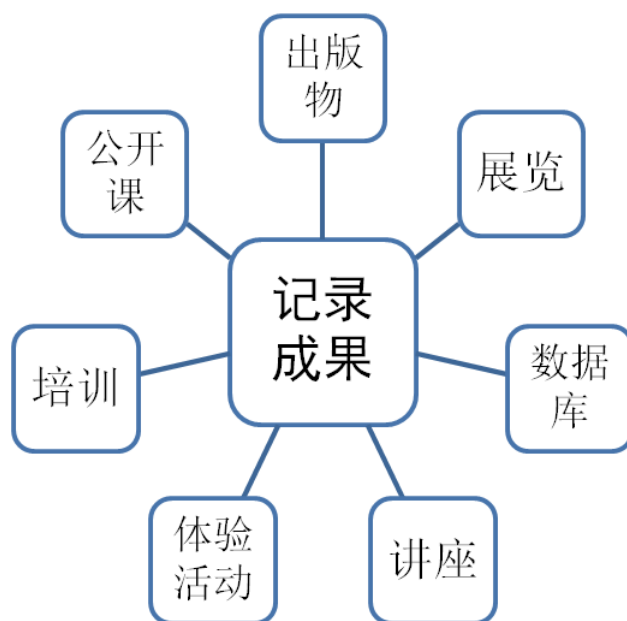 出版
物
公开
课
展览
记录
成果
培训
数据
库
体验
活动
讲座